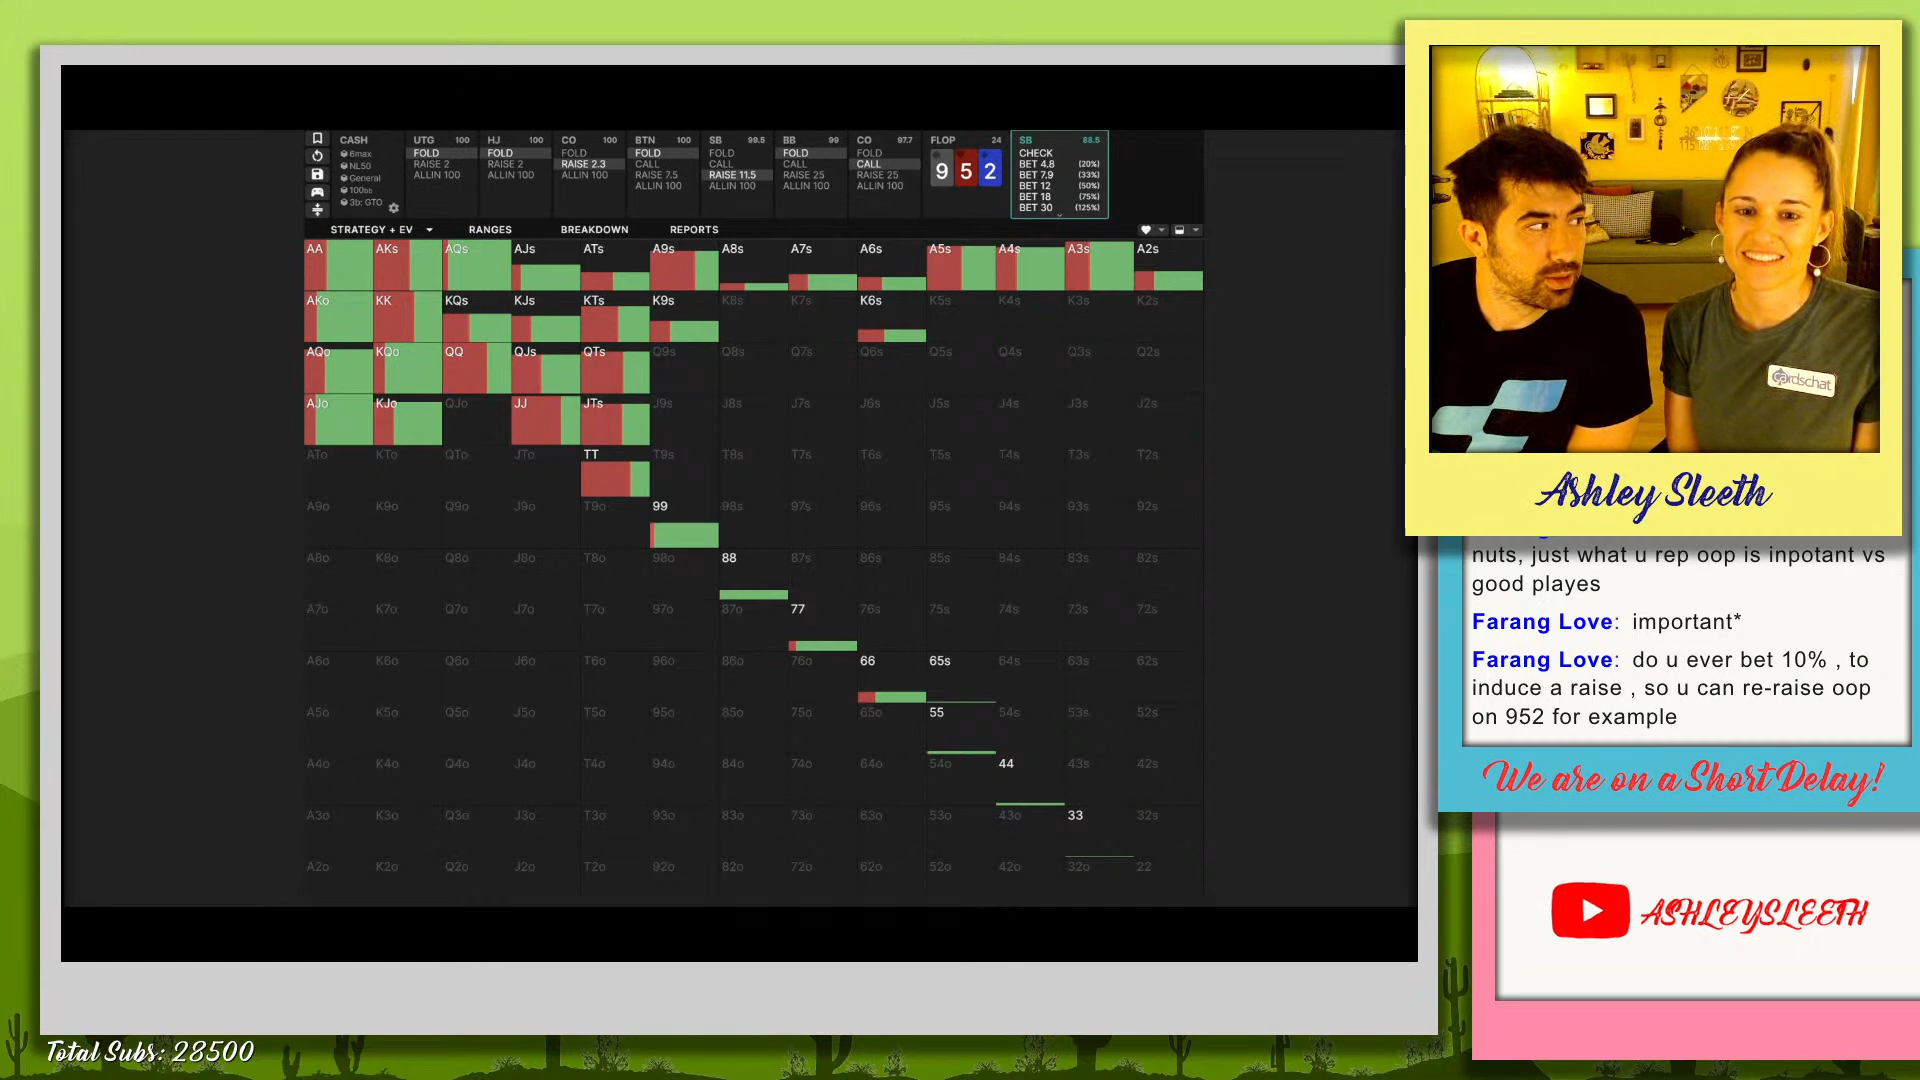 CASH
6max
NL50
General
100bb
3b: GTO
UTG 100
FOLD
RAISE 2
ALLIN 100
HJ 100
FOLD
RAISE 2
ALLIN 100
CO 100
FOLD
RAISE 2.3
ALLIN 100
BTN 100
FOLD
CALL
RAISE 7.5
ALLIN 100
SB 99.5
FOLD
CALL
RAISE 11.5
ALLIN 100
BB 99
FOLD
CALL
RAISE 25
ALLIN 100
CO 97.7
FOLD
CALL
RAISE 25
ALLIN 100
FLOP 24
9 5 2
SB 88.5
CHECK
BET 4.8 (20%)
BET 7.9 (33%)
BET 12 (50%)
BET 18 (75%)
BET 30 (125%)
STRATEGY + EV RANGES BREAKDOWN REPORTS
AA AKs AQs AJs ATs A9s A8s A7s A6s A5s A4s A3s A2s
AKo KK KQs KJs KTs K9s K8s K7s K6s K5s K4s K3s K2s
AQo KQo QQ QJs QTs Q9s Q8s Q7s Q6s Q5s Q4s Q3s Q2s
AJo KJo QJo JJ JTs J9s J8s J7s J6s J5s J4s J3s J2s
ATo KTo QTo JTo TT T9s T8s T7s T6s T5s T4s T3s T2s
A9o K9o Q9o J9o T9o 99 98s 97s 96s 95s 94s 93s 92s
A8o K8o Q8o J8o T8o 98o 88 87s 86s 85s 84s 83s 82s
A7o K7o Q7o J7o T7o 97o 87o 77 76s 75s 74s 73s 72s
A6o K6o Q6o J6o T6o 96o 86o 76o 66 65s 64s 63s 62s
A5o K5o Q5o J5o T5o 95o 85o 75o 65o 55 54s 53s 52s
A4o K4o Q4o J4o T4o 94o 84o 74o 64o 54o 44 43s 42s
A3o K3o Q3o J3o T3o 93o 83o 73o 63o 53o 43o 33 32s
A2o K2o Q2o J2o T2o 92o 82o 72o 62o 52o 42o 32o 22
cardschat
Ashley Sleeth
nuts, just what u rep oop is inpotant vs
good playes
Farang Love: important*
Farang Love: do u ever bet 10% , to
induce a raise , so u can re-raise oop
on 952 for example
We are on a Short Delay!
ASHLEYSLEETH
Total Subs: 28500